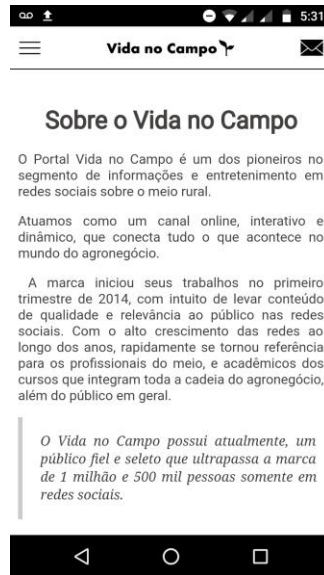 5:31
Vida no Campo
Sobre o Vida no Campo
O Portal Vida no Campo é um dos pioneiros no
segmento de informações e entretenimento em
redes sociais sobre o meio rural.
Atuamos como um canal online, interativo e
dinâmico, que conecta tudo o que acontece no
mundo do agronegócio.
A marca iniciou seus trabalhos no primeiro
trimestre de 2014, com intuito de levar conteúdo
de qualidade e relevância ao público nas redes
sociais. Com o alto crescimento das redes ao
longo dos anos, rapidamente se tornou referência
para os profissionais do meio, e acadêmicos dos
cursos que integram toda a cadeia do agronegócio,
além do público em geral.
O Vida no Campo possui atualmente, um
público fiel e seleto que ultrapassa a marca
de 1 milhão e 500 mil pessoas somente em
redes sociais.